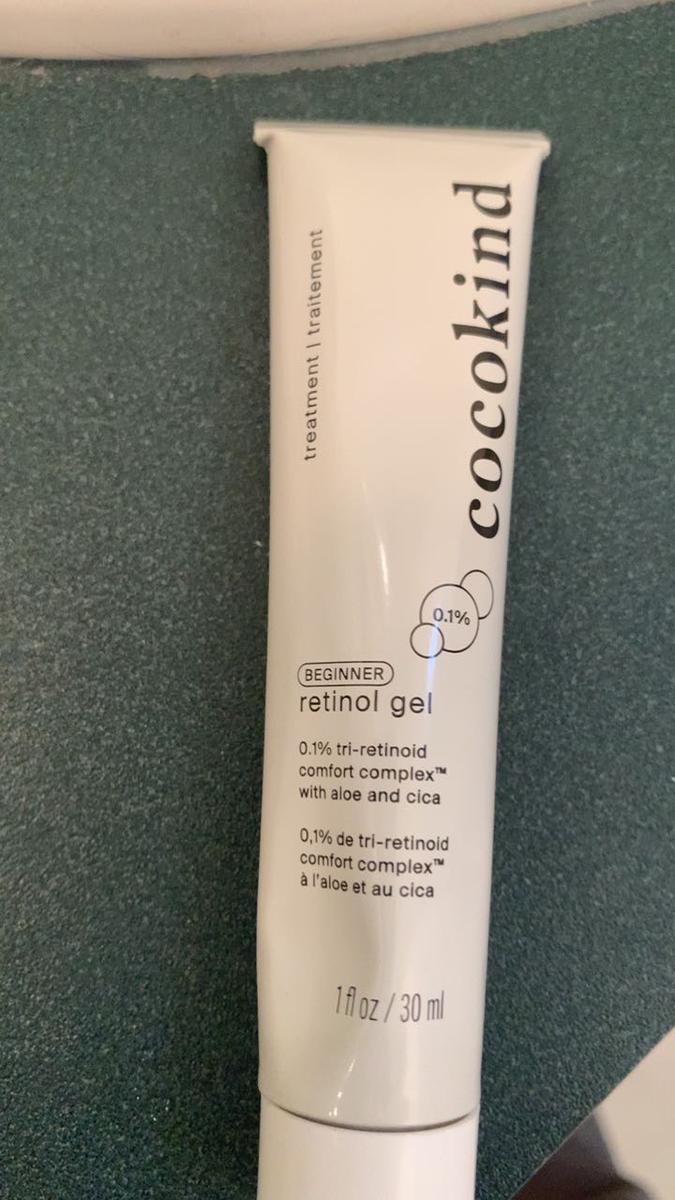 cocokind
treatment | traitement
0.1%
BEGINNER
retinol gel
0.1% tri-retinoid
comfort complex™
with aloe and cica
0,1% de tri-retinoid
comfort complex™
à l'aloe et au cica
1 fl oz / 30 ml